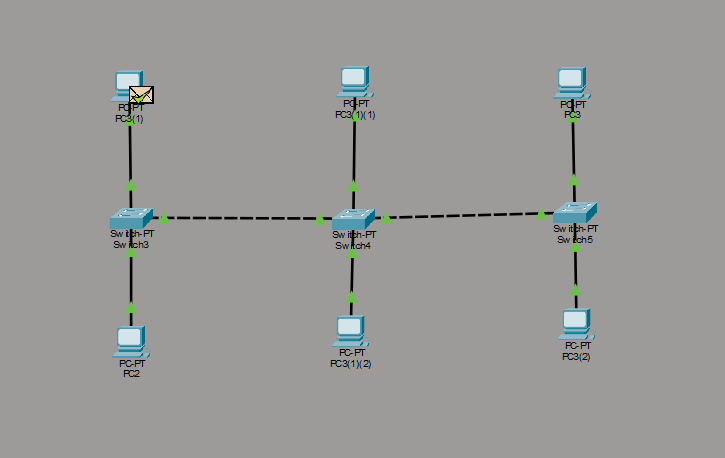 PC-PT
PC3(1)
PC-PT
PC3(1)(1)
PC-PT
PC3
Switch-PT
Switch3
Switch-PT
Switch4
Switch-PT
Switch5
PC-PT
PC2
PC-PT
PC3(1)(2)
PC-PT
PC3(2)